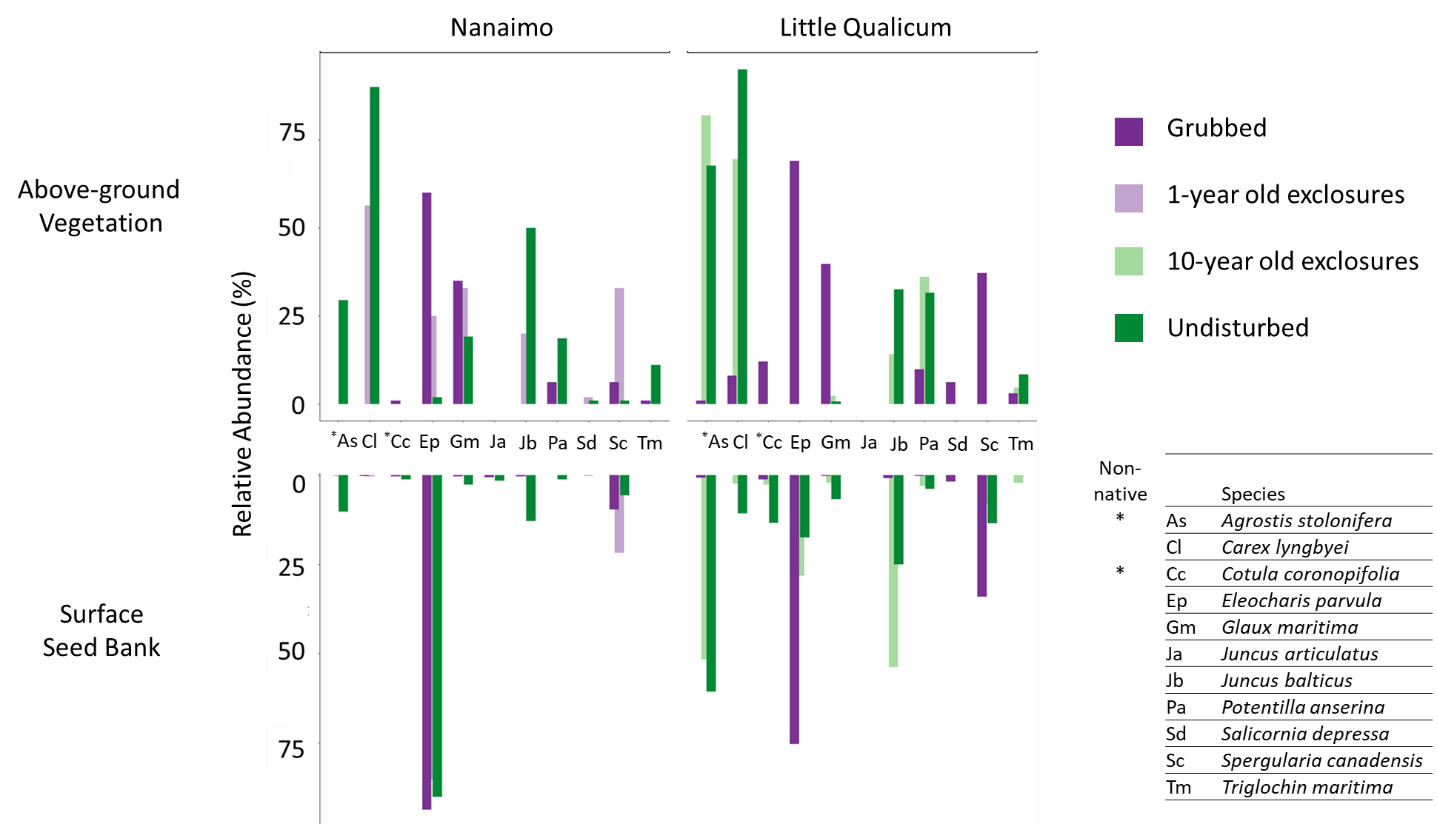 Nanaimo
Little Qualicum
Above-ground
Vegetation
Surface
Seed Bank
Relative Abundance (%)
75
50
25
0
*As Cl *Cc Ep Gm Ja Jb Pa Sd Sc Tm
*As Cl *Cc Ep Gm Ja Jb Pa Sd Sc Tm
0
25
50
75
Grubbed
1-year old exclosures
10-year old exclosures
Undisturbed
Non-
native Species
* As Agrostis stolonifera
Cl Carex lyngbyei
* Cc Cotula coronopifolia
Ep Eleocharis parvula
Gm Glaux maritima
Ja Juncus articulatus
Jb Juncus balticus
Pa Potentilla anserina
Sd Salicornia depressa
Sc Spergularia canadensis
Tm Triglochin maritima